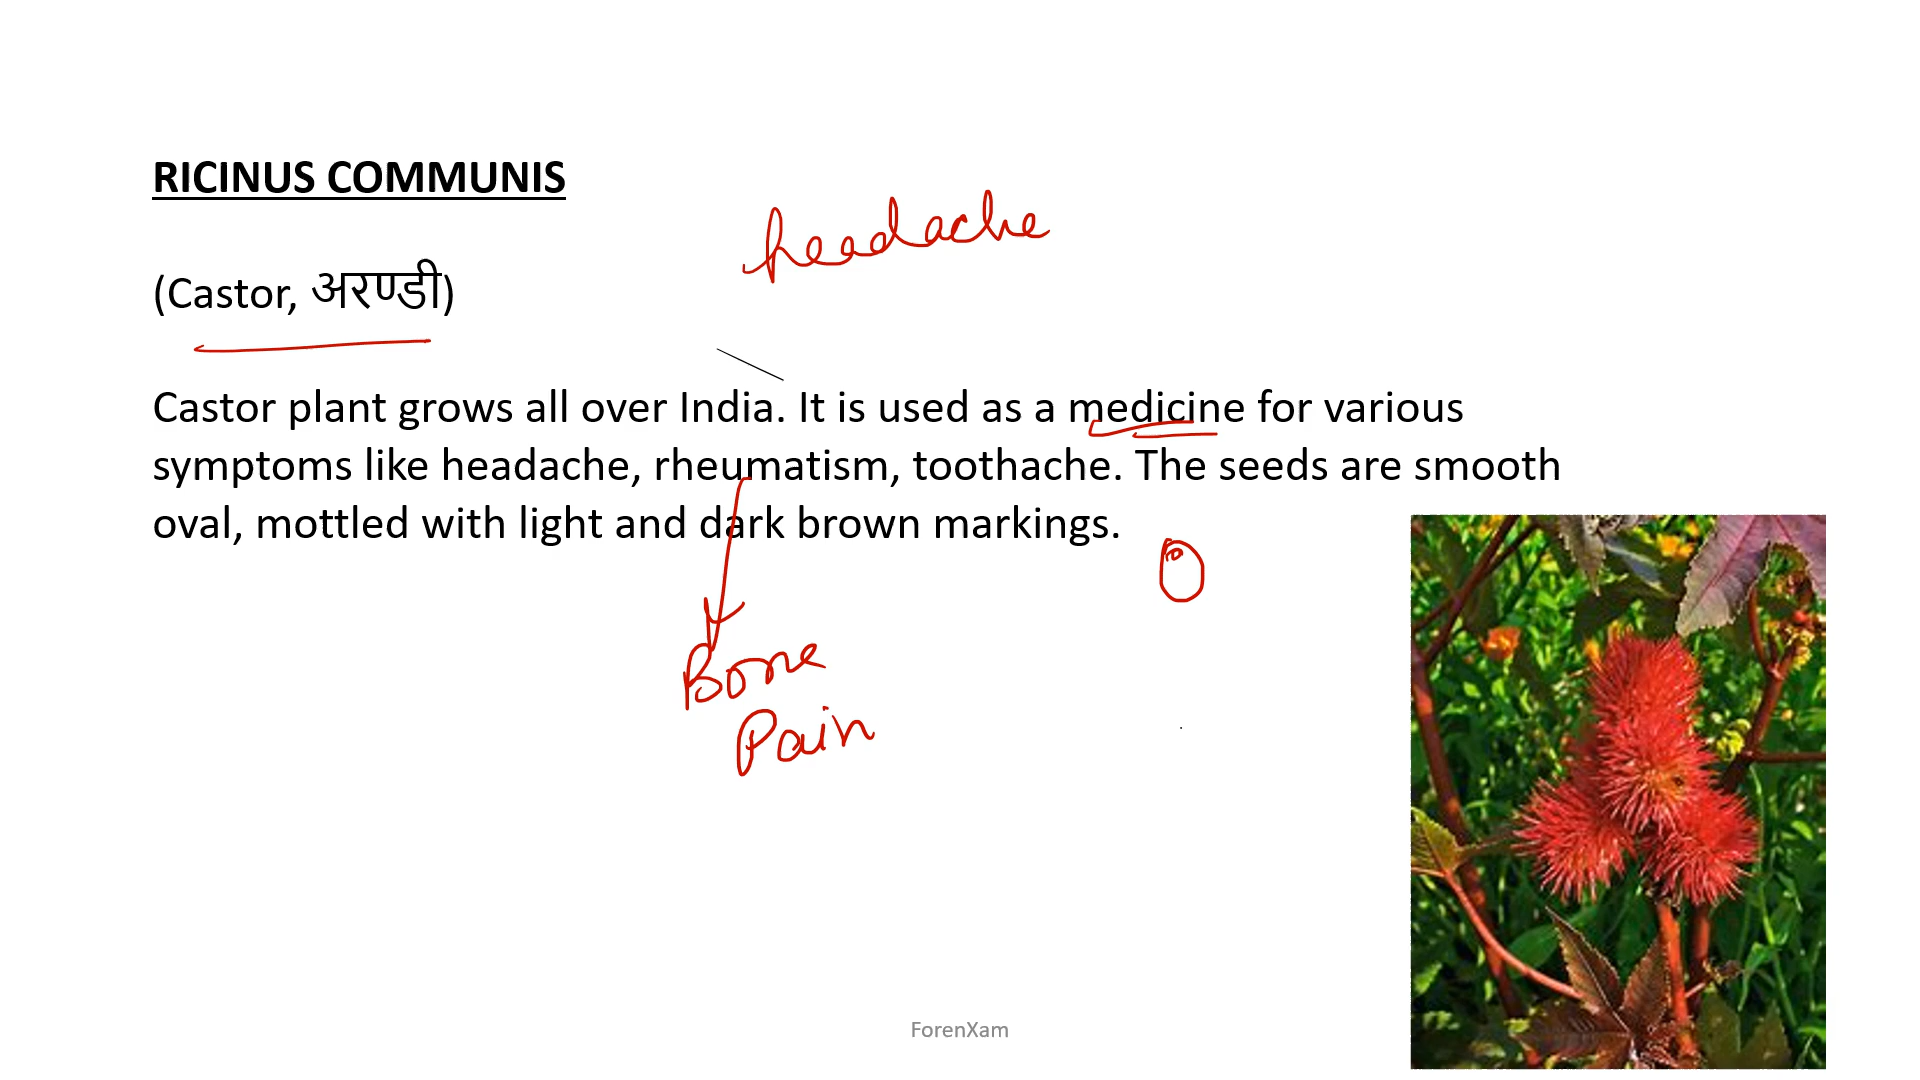 RICINUS COMMUNIS
headache
(Castor, अरण्डी)
Castor plant grows all over India. It is used as a medicine for various
symptoms like headache, rheumatism, toothache. The seeds are smooth
oval, mottled with light and dark brown markings.
Bone
Pain
ForenXam